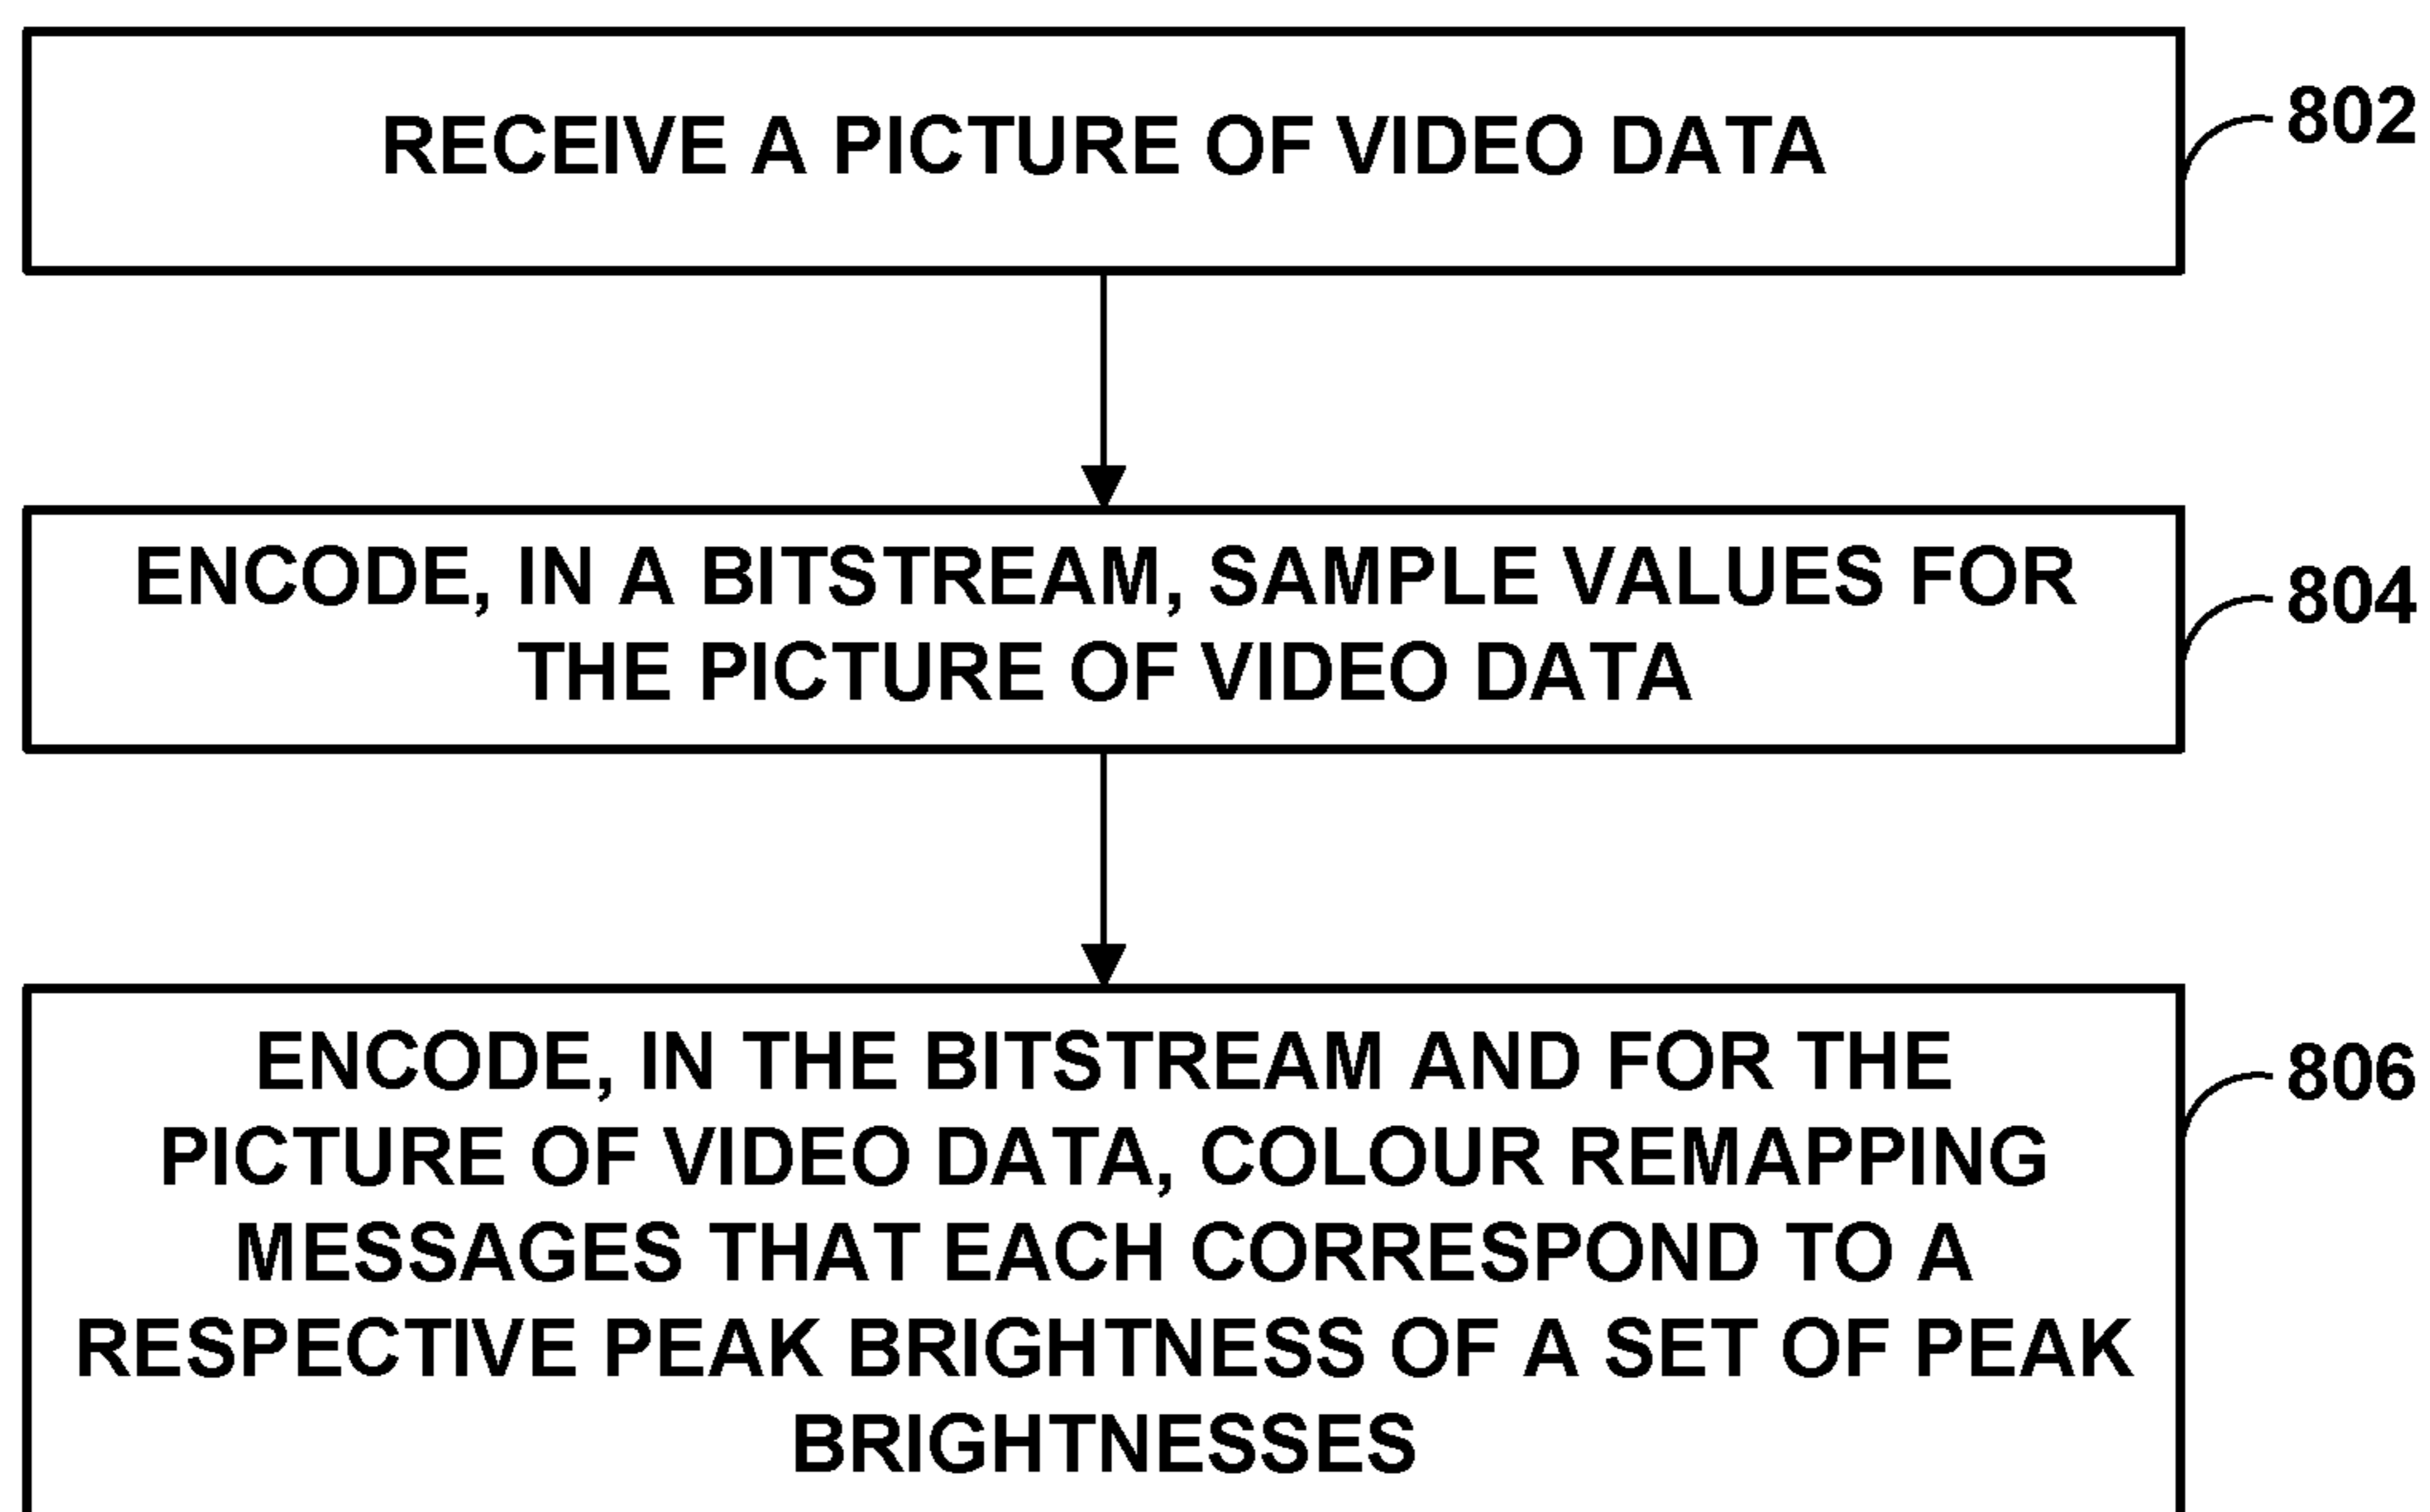 RECEIVE A PICTURE OF VIDEO DATA
802
ENCODE, IN A BITSTREAM, SAMPLE VALUES FOR
THE PICTURE OF VIDEO DATA
804
ENCODE, IN THE BITSTREAM AND FOR THE
PICTURE OF VIDEO DATA, COLOUR REMAPPING
MESSAGES THAT EACH CORRESPOND TO A
RESPECTIVE PEAK BRIGHTNESS OF A SET OF PEAK
BRIGHTNESSES
806